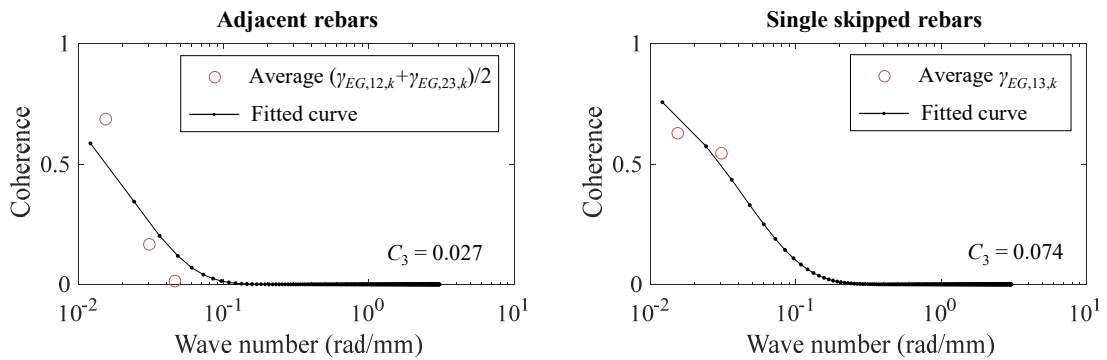 Adjacent rebars
1
0.5
0
Coherence
Average (γEG,12,k+γEG,23,k)/2
Fitted curve
C3 = 0.027
10-2 10-1 100 101
Wave number (rad/mm)
Single skipped rebars
1
0.5
0
Coherence
Average γEG,13,k
Fitted curve
C3 = 0.074
10-2 10-1 100 101
Wave number (rad/mm)